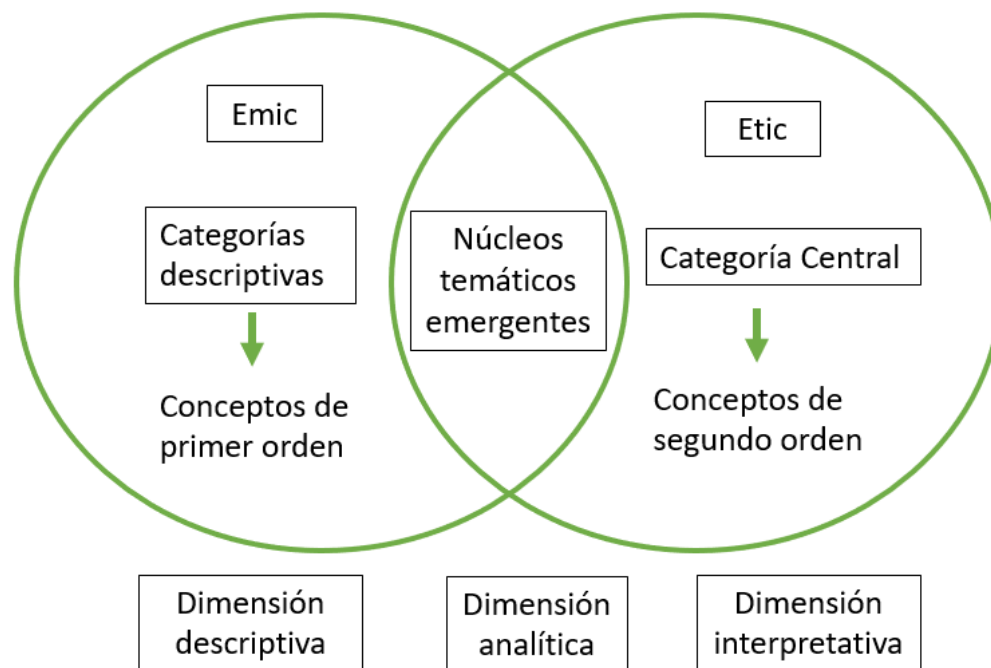 Emic
Etic
Categorías
descriptivas
Núcleos
temáticos
emergentes
Categoría Central
Conceptos de
primer orden
Conceptos de
segundo orden
Dimensión
descriptiva
Dimensión
analítica
Dimensión
interpretativa